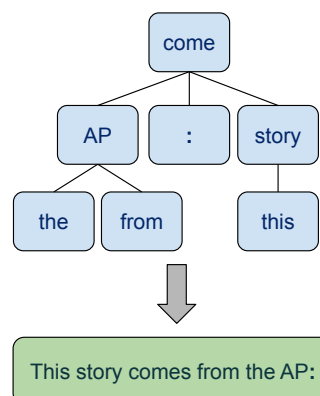 come
AP : story
the from this
This story comes from the AP: